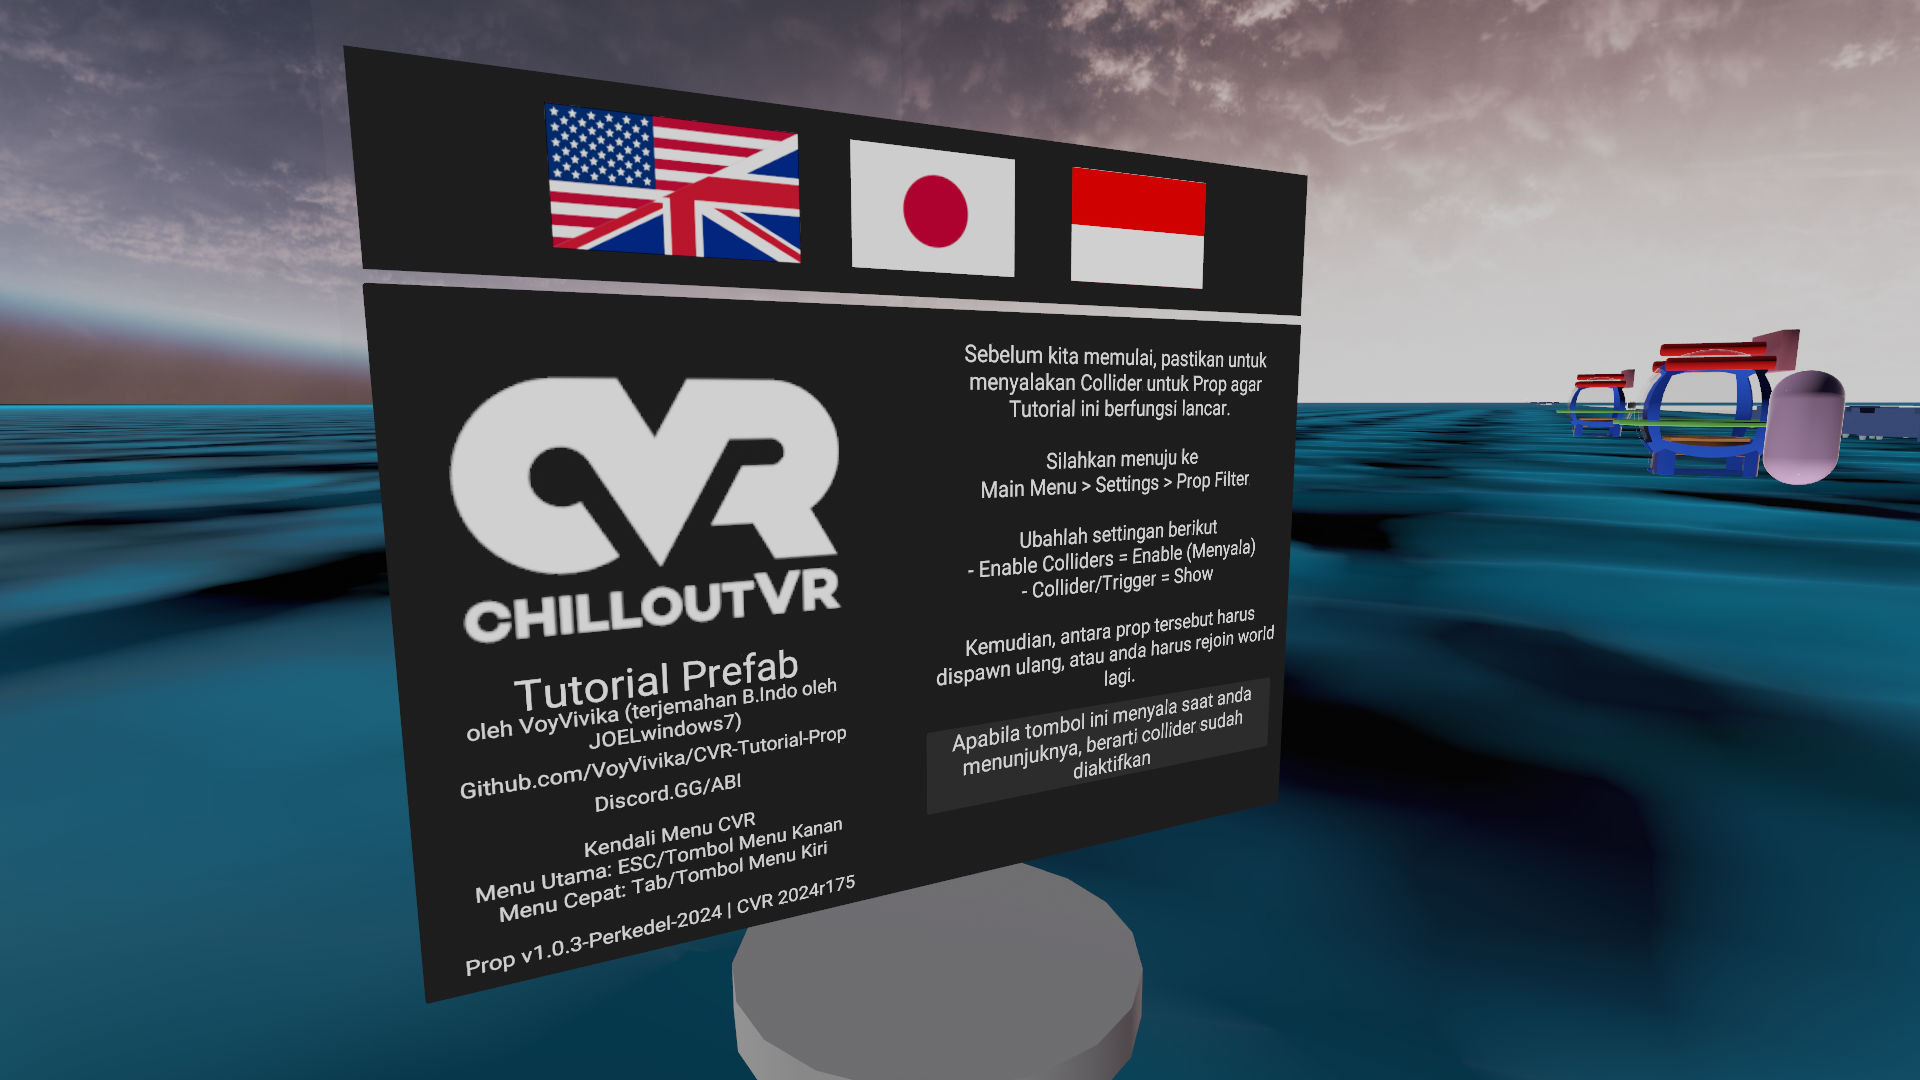 CVR
CHILLOUTVR
Tutorial Prefab
oleh VoyVivika (terjemahan B.Indo oleh
JOELwindows7)
Github.com/VoyVivika/CVR-Tutorial-Prop
Discord.GG/ABI
Kendali Menu CVR
Menu Utama: ESC/Tombol Menu Kanan
Menu Cepat: Tab/Tombol Menu Kiri
Prop v1.0.3-Perkedel-2024 | CVR 2024r175
Sebelum kita memulai, pastikan untuk
menyalakan Collider untuk Prop agar
Tutorial ini berfungsi lancar.
Silahkan menuju ke
Main Menu > Settings > Prop Filter
Ubahlah settingan berikut
- Enable Colliders = Enable (Menyala)
- Collider/Trigger = Show
Kemudian, antara prop tersebut harus
dispawn ulang, atau anda harus rejoin world
lagi.
Apabila tombol ini menyala saat anda
menunjuknya, berarti collider sudah
diaktifkan